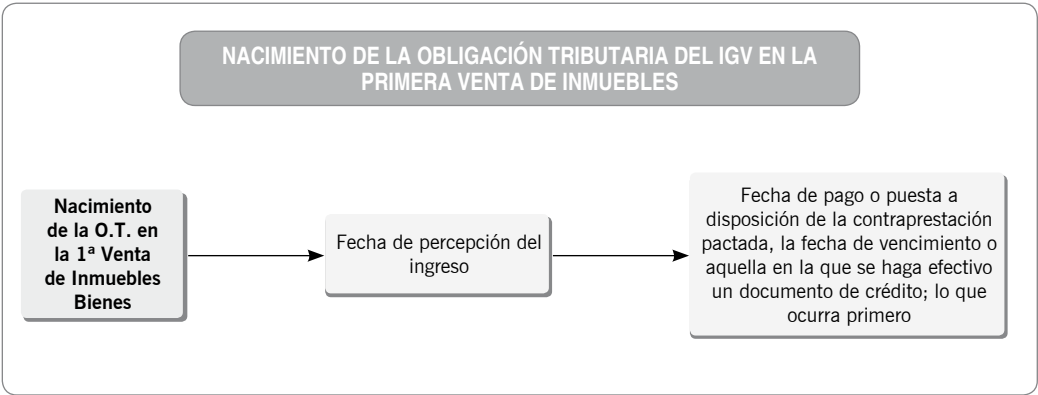 NACIMIENTO DE LA OBLIGACIÓN TRIBUTARIA DEL IGV EN LA
PRIMERA VENTA DE INMUEBLES
Nacimiento
de la O.T. en
la 1ª Venta
de Inmuebles
Bienes
Fecha de percepción del
ingreso
Fecha de pago o puesta a
disposición de la contraprestación
pactada, la fecha de vencimiento o
aquella en la que se haga efectivo
un documento de crédito; lo que
ocurra primero